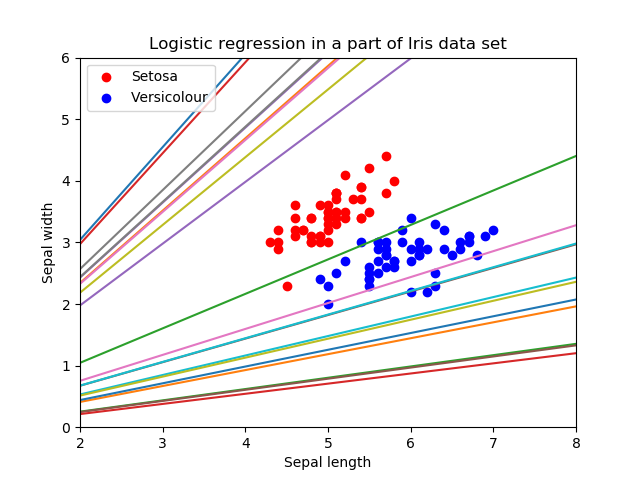 Logistic regression in a part of Iris data set
Setosa
Versicolour
6
5
4
3
2
1
0
Sepal width
2 3 4 5 6 7 8
Sepal length